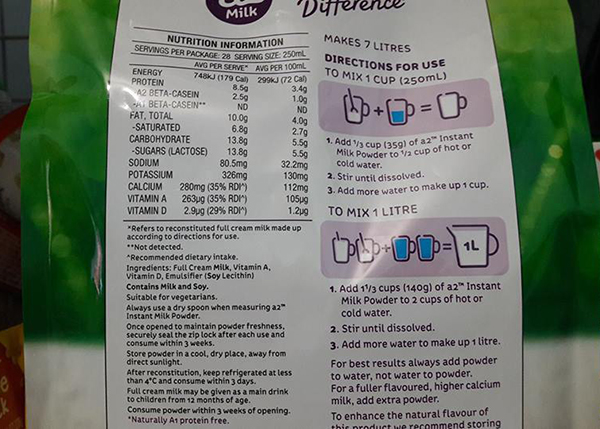 Milk
Difference
NUTRITION INFORMATION
SERVINGS PER PACKAGE: 28 SERVING SIZE: 250mL
AVG PER SERVE* AVG PER 100mL
ENERGY 748kJ (179 Cal) 299kJ (72 Cal)
PROTEIN 8.5g 3.4g
-A2 BETA-CASEIN 2.5g 1.0g
-A1 BETA-CASEIN** ND ND
FAT, TOTAL 10.0g 4.0g
-SATURATED 6.8g 2.7g
CARBOHYDRATE 13.8g 5.5g
-SUGARS (LACTOSE) 13.8g 5.5g
SODIUM 80.5mg 32.2mg
POTASSIUM 326mg 130mg
CALCIUM 280mg (35% RDI^) 112mg
VITAMIN A 263µg (35% RDI^) 105µg
VITAMIN D 2.9µg (29% RDI^) 1.2µg
*Refers to reconstituted full cream milk made up
according to directions for use.
**Not detected.
^Recommended dietary intake.
Ingredients: Full Cream Milk, Vitamin A,
Vitamin D, Emulsifier (Soy Lecithin)
Contains Milk and Soy.
Suitable for vegetarians.
Always use a dry spoon when measuring a2™
Instant Milk Powder.
Once opened to maintain powder freshness,
securely seal the zip lock after each use and
consume within 3 weeks.
Store powder in a cool, dry place, away from
direct sunlight.
After reconstitution, keep refrigerated at less
than 4°C and consume within 3 days.
Full cream milk may be given as a main drink
to children from 12 months of age.
Consume powder within 3 weeks of opening.
*Naturally A1 protein free.
MAKES 7 LITRES
DIRECTIONS FOR USE
TO MIX 1 CUP (250mL)
+ =
1. Add 1/3 cup (35g) of a2™ Instant
Milk Powder to 1/2 cup of hot or
cold water.
2. Stir until dissolved.
3. Add more water to make up 1 cup.
TO MIX 1 LITRE
+ = 1L
1. Add 1 1/3 cups (140g) of a2™ Instant
Milk Powder to 2 cups of hot or
cold water.
2. Stir until dissolved.
3. Add more water to make up 1 litre.
For best results always add powder
to water, not water to powder.
For a fuller flavoured, higher calcium
milk, add extra powder.
To enhance the natural flavour of
this product we recommend storing